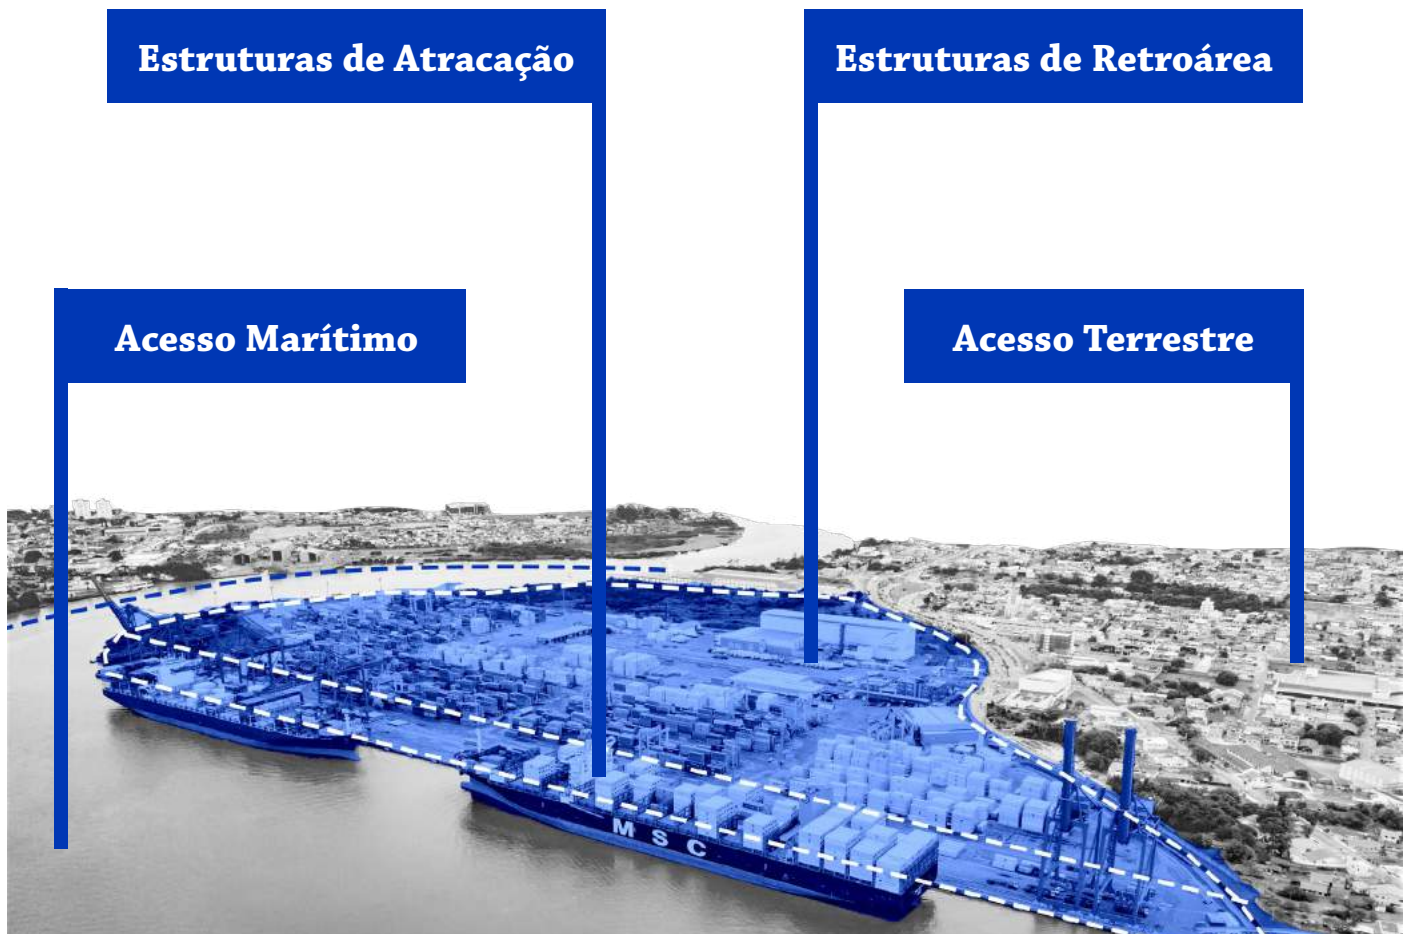 Estruturas de Atracação
Estruturas de Retroárea
Acesso Marítimo
Acesso Terrestre
MSC